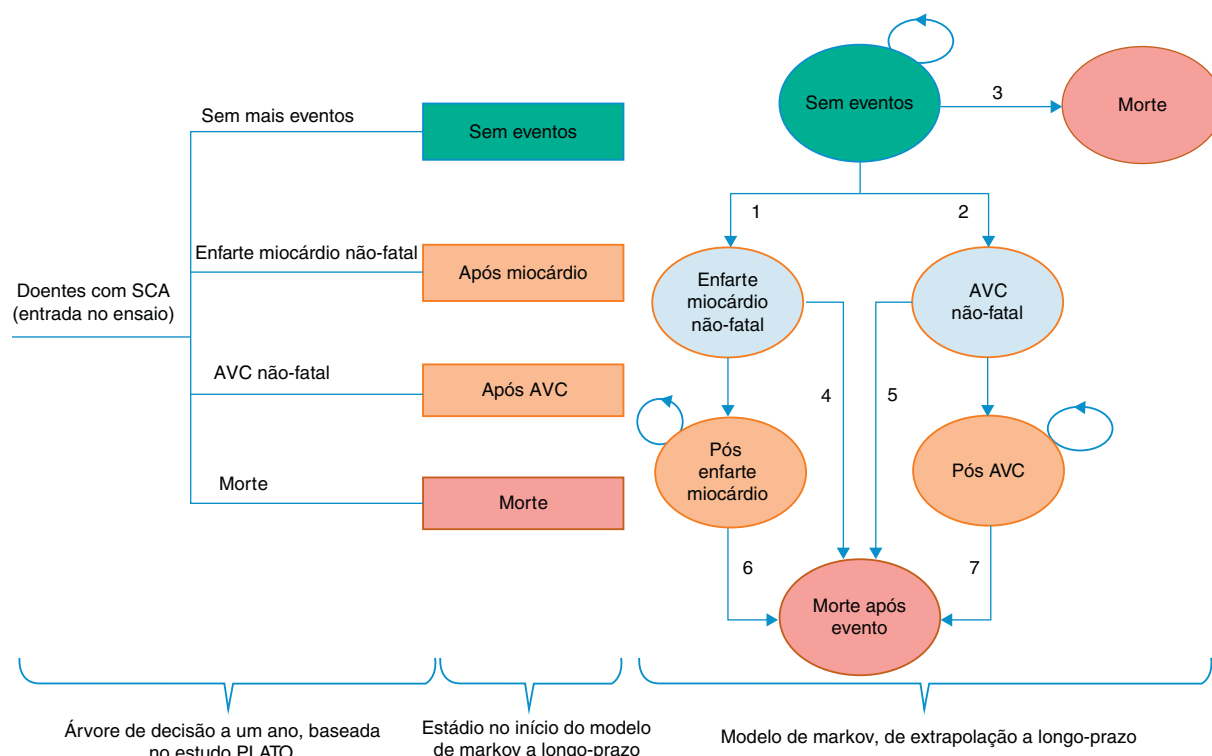 Doentes com SCA
(entrada no ensaio)
Sem mais eventos
Enfarte miocárdio não-fatal
AVC não-fatal
Morte
Sem eventos
Após miocárdio
Após AVC
Morte
Sem eventos
3
Morte
1
2
Enfarte
miocárdio
não-fatal
AVC
não-fatal
4
5
Pós
enfarte
miocárdio
Pós AVC
6
7
Morte após
evento
Árvore de decisão a um ano, baseada
no estudo PLATO
Estádio no início do modelo
de markov a longo-prazo
Modelo de markov, de extrapolação a longo-prazo